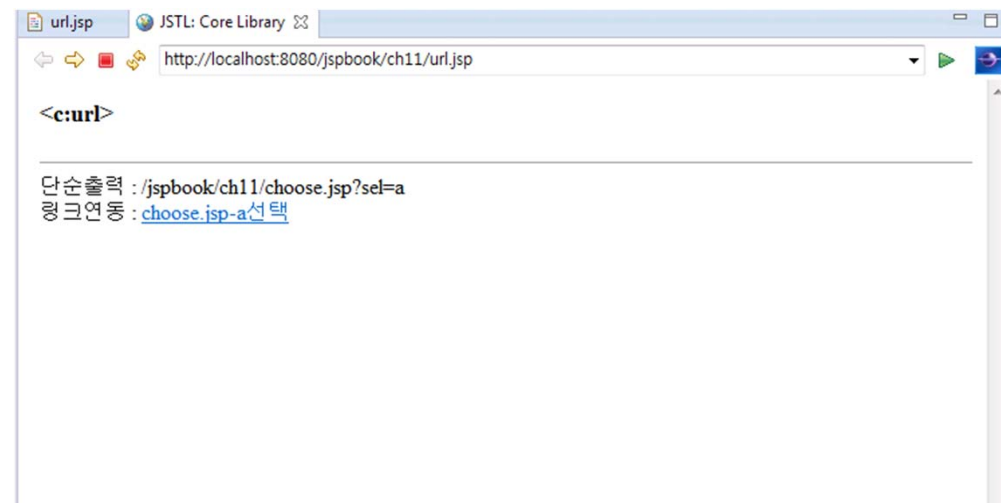 url.jsp
JSTL: Core Library
http://localhost:8080/jspbook/ch11/url.jsp
<c:url>
단순출력 : /jspbook/ch11/choose.jsp?sel=a
링크연동 : choose.jsp-a선택